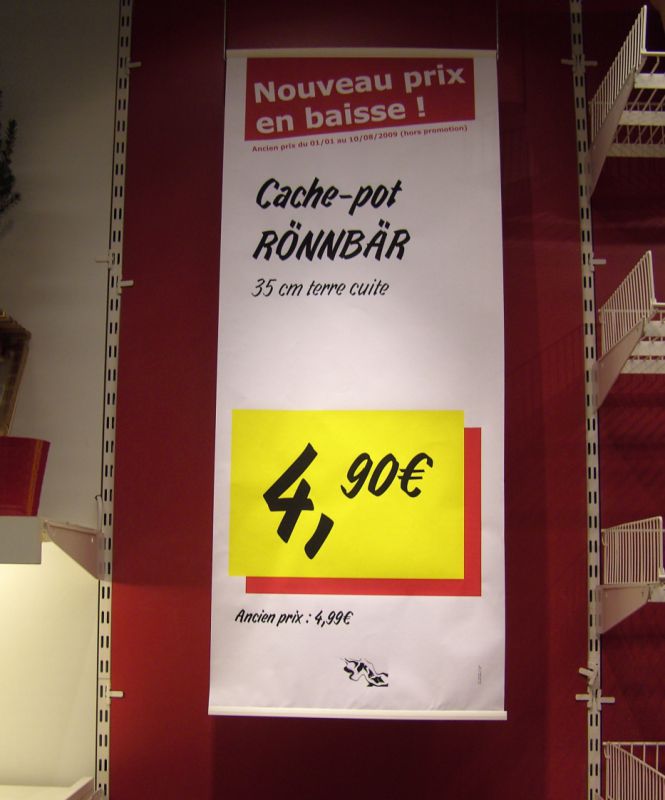 Nouveau prix
en baisse !
Ancien prix du 01/01 au 10/08/2009 (hors promotion)
Cache-pot
RÖNNBÄR
35 cm terre cuite
4,90€
Ancien prix : 4,99€